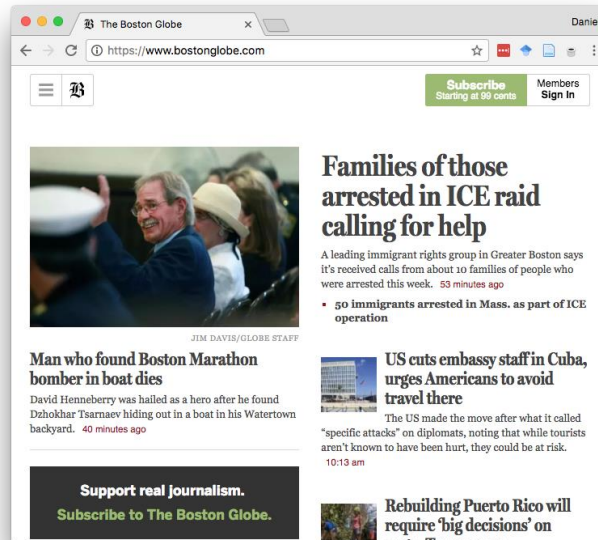 The Boston Globe
Danie
https://www.bostonglobe.com
B
Subscribe
Starting at 99 cents
Members
Sign In
JIM DAVIS/GLOBE STAFF
Man who found Boston Marathon
bomber in boat dies
David Henneberry was hailed as a hero after he found
Dzhokhar Tsarnaev hiding out in a boat in his Watertown
backyard. 40 minutes ago
Support real journalism.
Subscribe to The Boston Globe.
Families of those
arrested in ICE raid
calling for help
A leading immigrant rights group in Greater Boston says
it's received calls from about 10 families of people who
were arrested this week. 53 minutes ago
50 immigrants arrested in Mass. as part of ICE
operation
US cuts embassy staff in Cuba,
urges Americans to avoid
travel there
The US made the move after what it called
“specific attacks” on diplomats, noting that while tourists
aren't known to have been hurt, they could be at risk.
10:13 am
Rebuilding Puerto Rico will
require ‘big decisions’ on